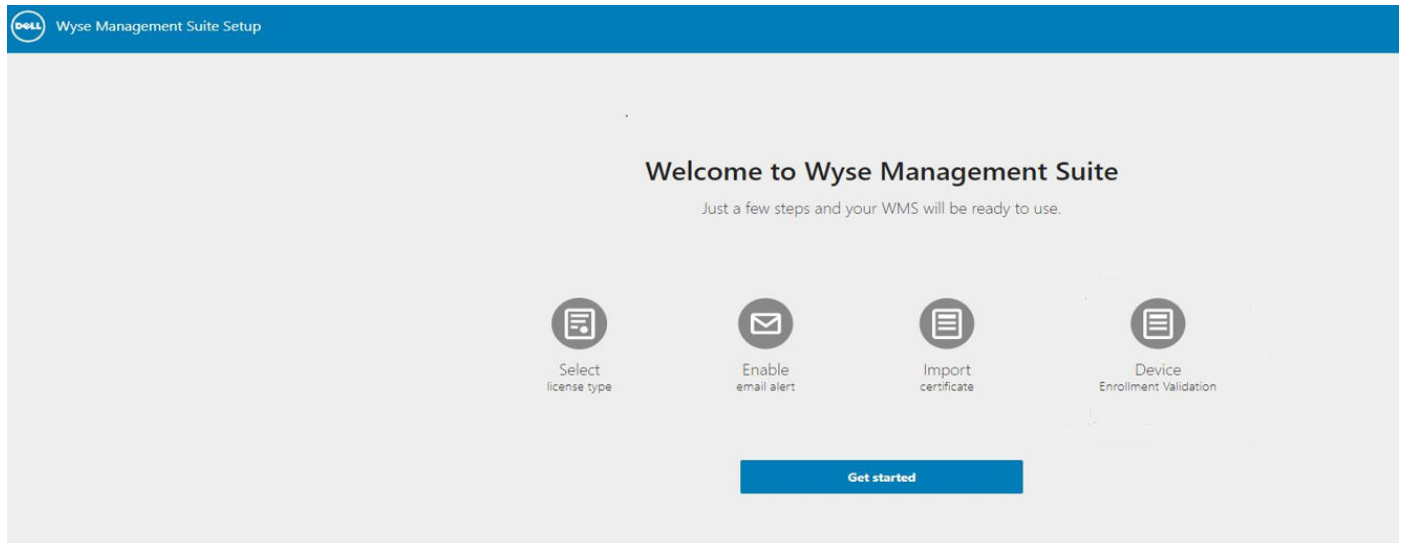 DELL Wyse Management Suite Setup
Welcome to Wyse Management Suite
Just a few steps and your WMS will be ready to use.
Select
license type
Enable
email alert
Import
certificate
Device
Enrollment Validation
Get started